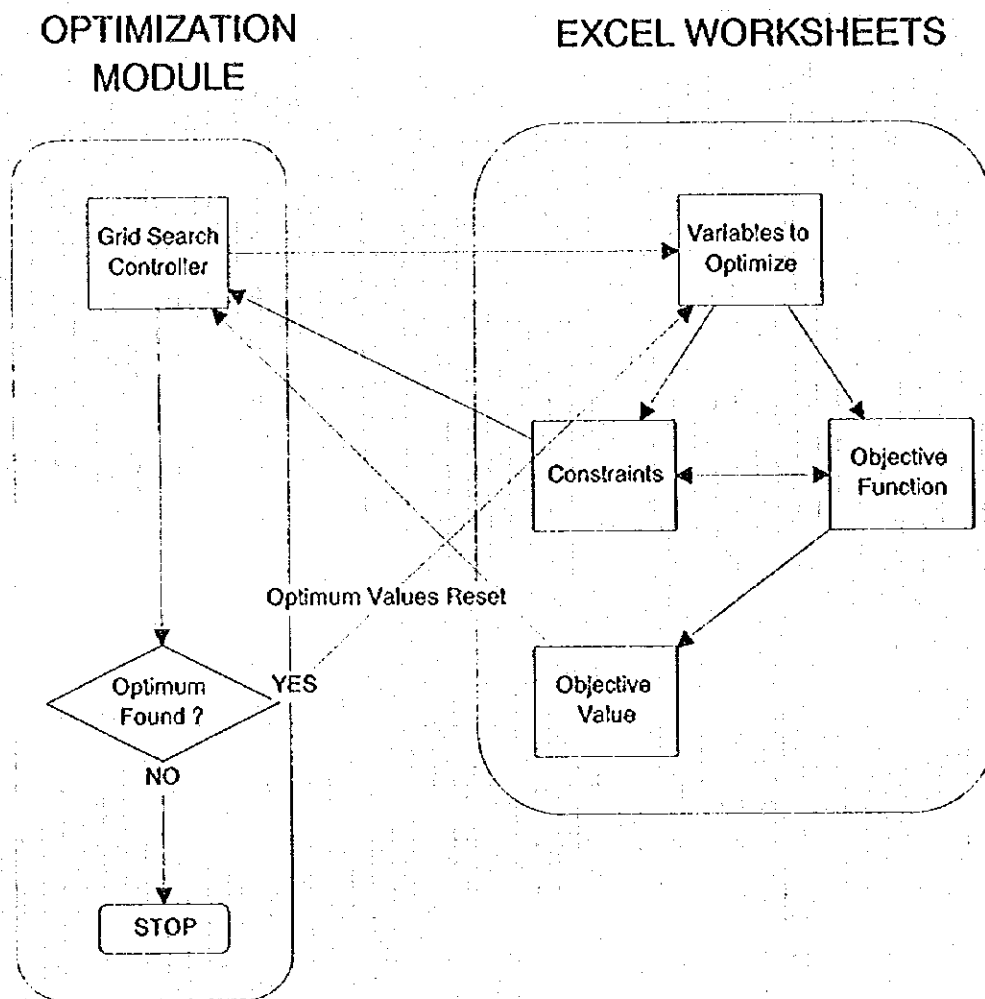 OPTIMIZATION
MODULE
EXCEL WORKSHEETS
Grid Search
Controller
Variables to
Optimize
Constraints
Objective
Function
Optimum Values Reset
Optimum
Found ?
YES
Objective
Value
NO
STOP